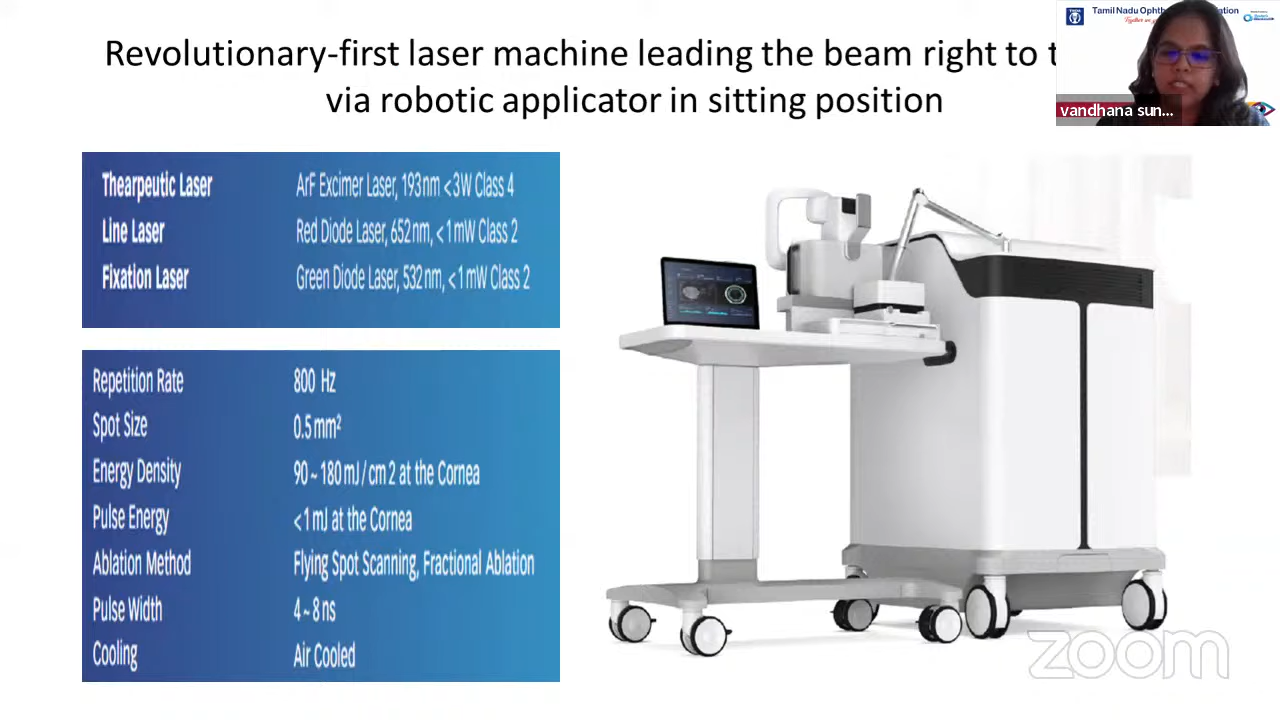 Revolutionary-first laser machine leading the beam right to t
via robotic applicator in sitting position
Thearpeutic Laser ArF Excimer Laser, 193nm <3W Class 4
Line Laser Red Diode Laser, 652nm, <1mW Class 2
Fixation Laser Green Diode Laser, 532nm, <1mW Class 2
Repetition Rate 800 Hz
Spot Size 0.5mm²
Energy Density 90~180mJ/cm2 at the Cornea
Pulse Energy <1mJ at the Cornea
Ablation Method Flying Spot Scanning, Fractional Ablation
Pulse Width 4~8ns
Cooling Air Cooled
Tamil Nadu Ophth
vandhana sun...
zoom